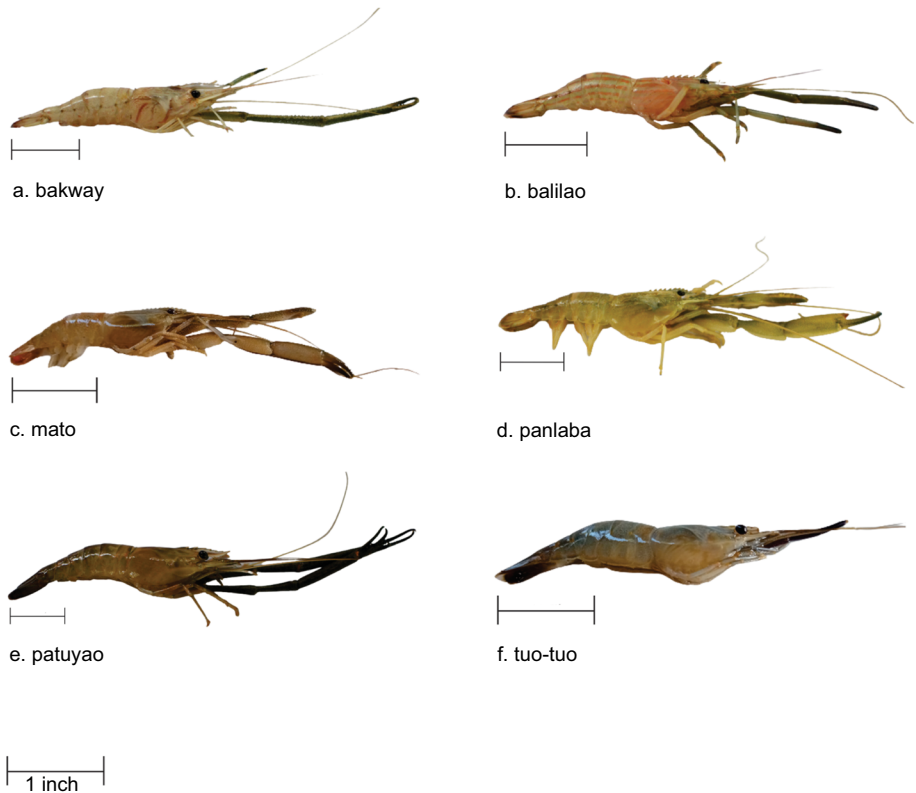 a. bakway
b. balilao
c. mato
d. panlaba
e. patuyao
f. tuo-tuo
1 inch